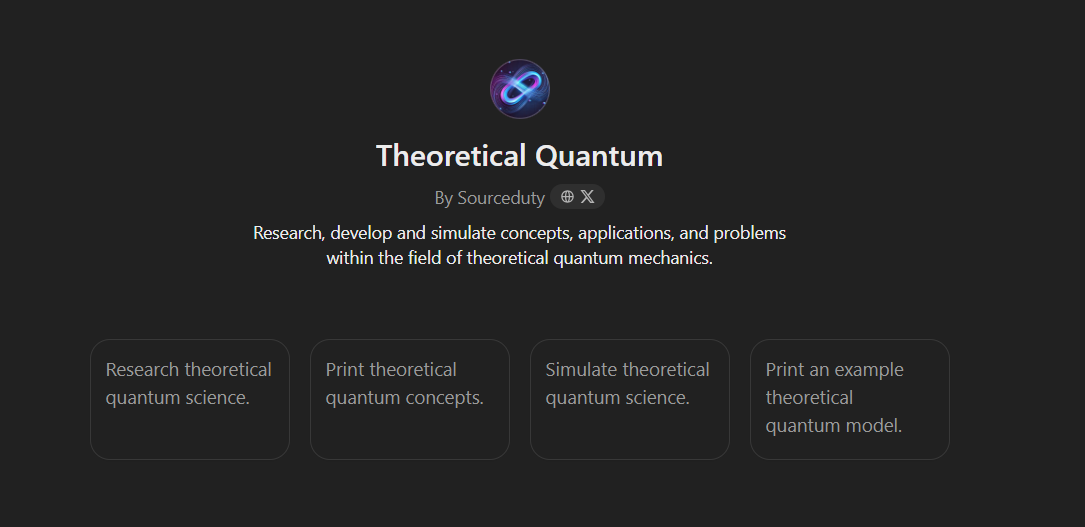 Theoretical Quantum
By Sourceduty
Research, develop and simulate concepts, applications, and problems
within the field of theoretical quantum mechanics.
Research theoretical
quantum science.
Print theoretical
quantum concepts.
Simulate theoretical
quantum science.
Print an example
theoretical
quantum model.